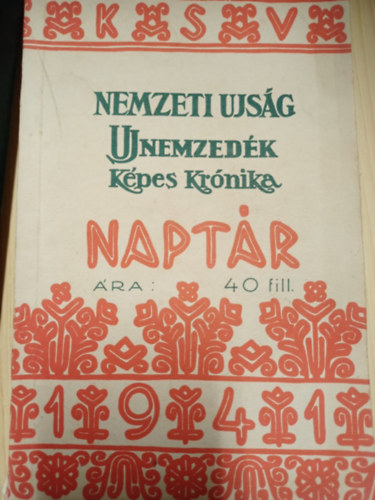 K S V
NEMZETI UJSÁG
UJNEMZEDÉK
Képes Krónika
NAPTÁR
ÁRA: 40 fill.
1941